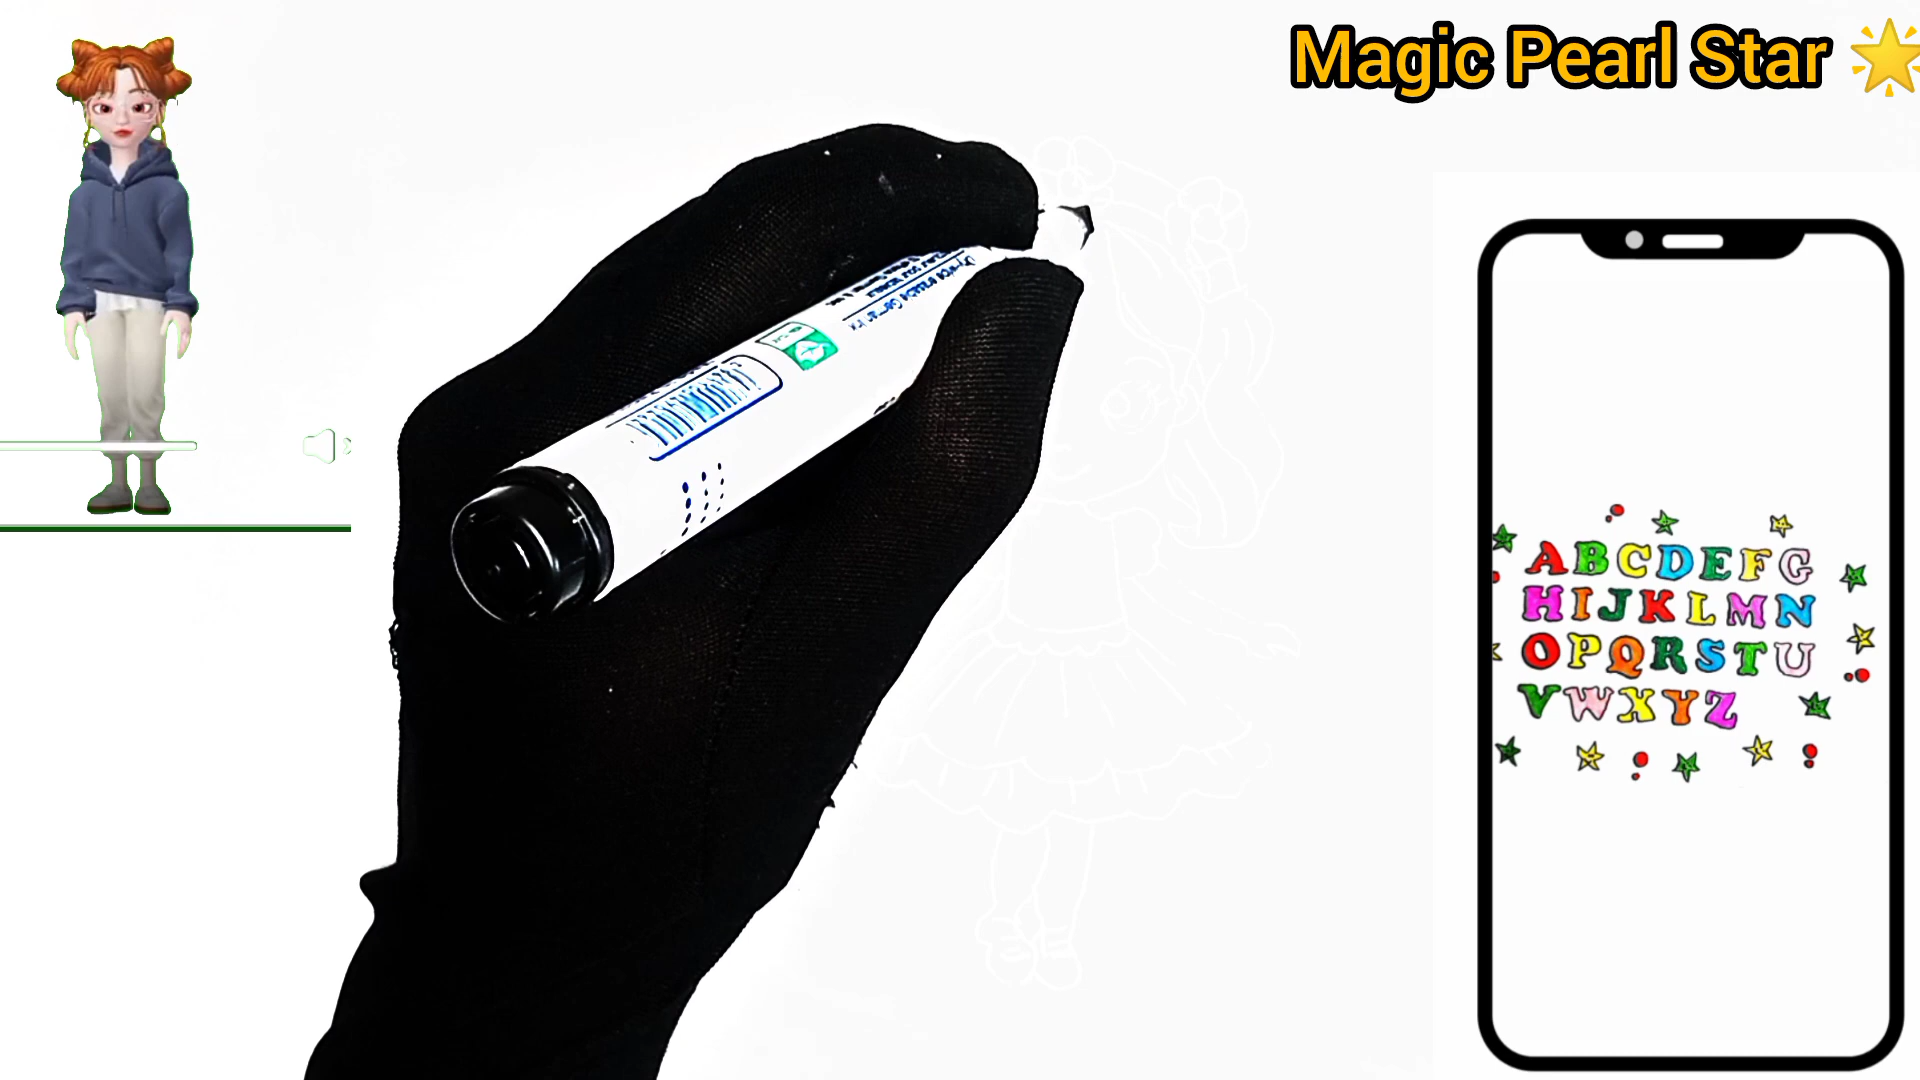 Magic Pearl Star 🌟
ABCDEFG
HIJKLMN
OPQRSTU
VWXYZ